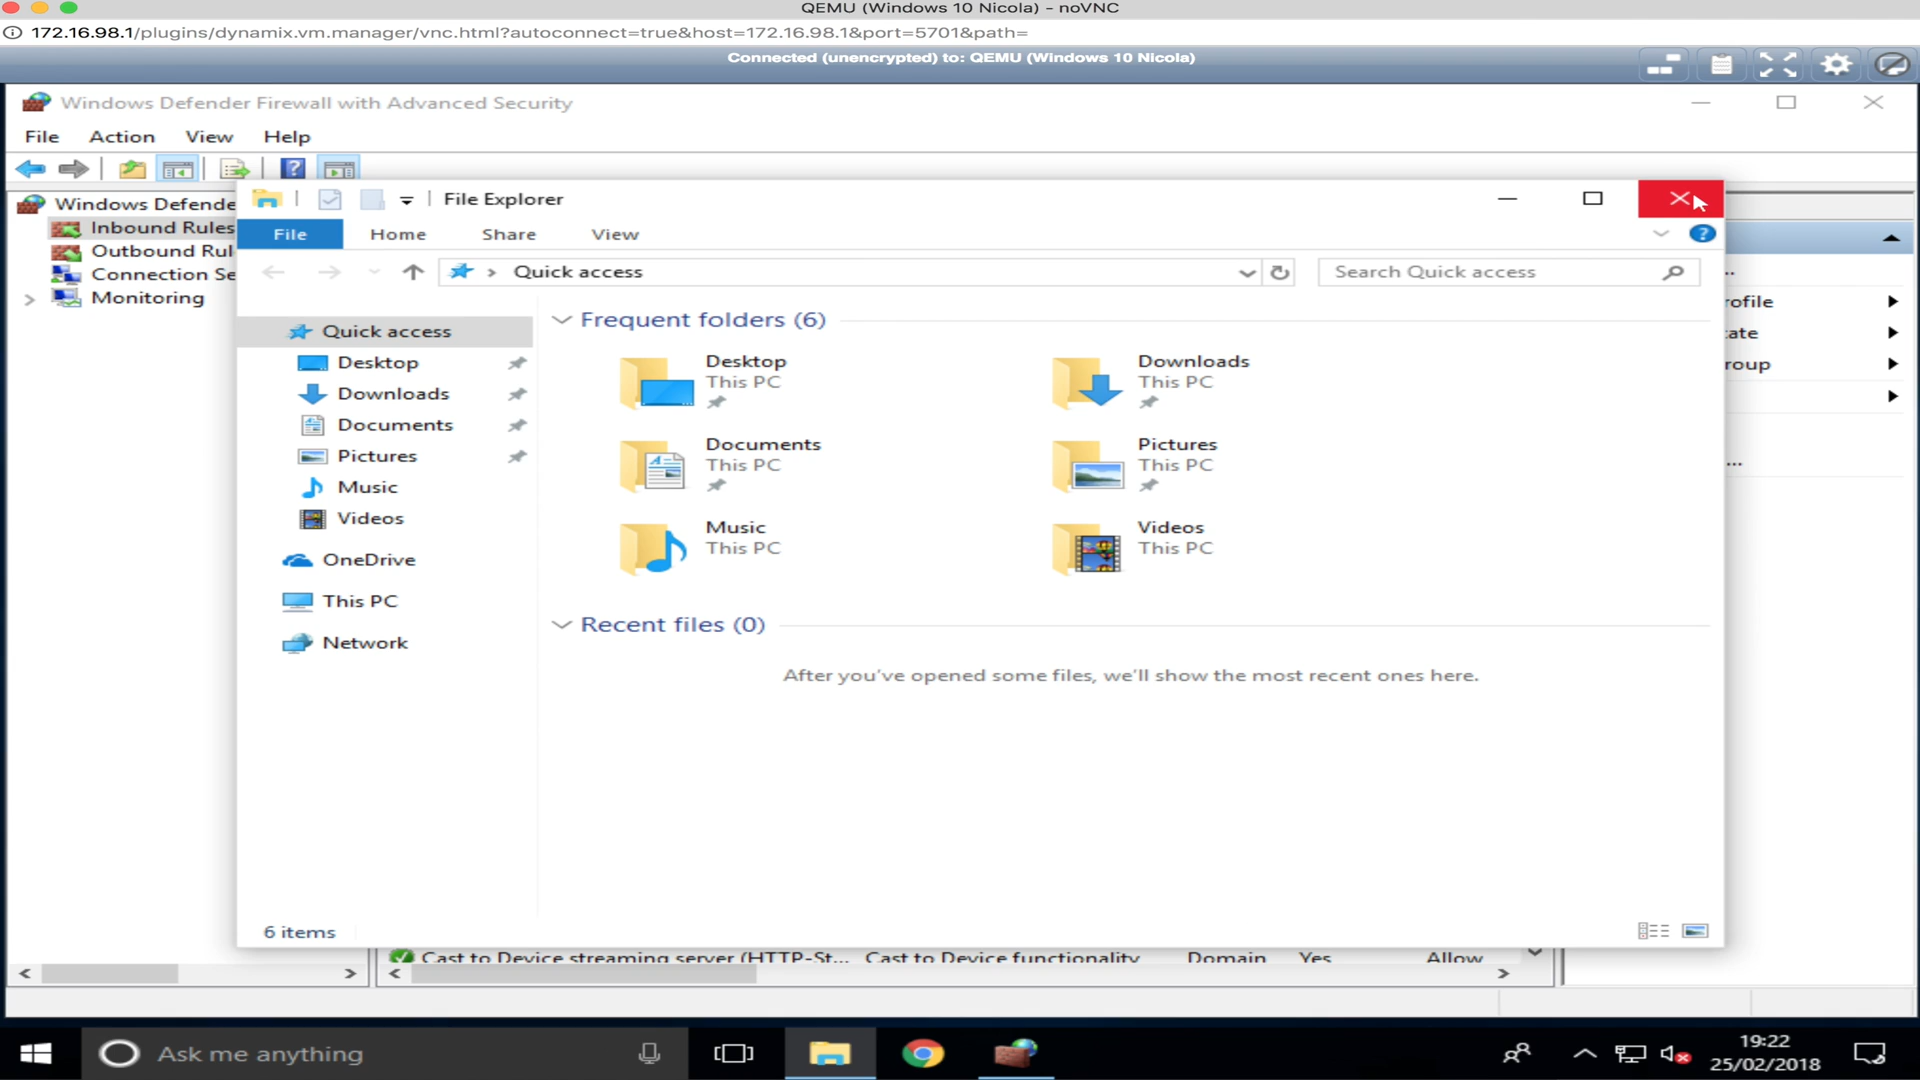 QEMU (Windows 10 Nicola) - noVNC
172.16.98.1/plugins/dynamix.vm.manager/vnc.html?autoconnect=true&host=172.16.98.1&port=5701&path=
Connected (unencrypted) to: QEMU (Windows 10 Nicola)
Windows Defender Firewall with Advanced Security
File Action View Help
Windows Defende
Inbound Rules
Outbound Rul
Connection Se
Monitoring
File Explorer
File Home Share View
Quick access
Search Quick access
Quick access
Desktop
Downloads
Documents
Pictures
Music
Videos
OneDrive
This PC
Network
Frequent folders (6)
Desktop
This PC
Downloads
This PC
Documents
This PC
Pictures
This PC
Music
This PC
Videos
This PC
Recent files (0)
After you've opened some files, we'll show the most recent ones here.
6 items
...
rofile
ate
roup
...
Cast to Device streaming server (HTTP-St... Cast to Device functionality Domain Yes Allow
Ask me anything
19:22
25/02/2018